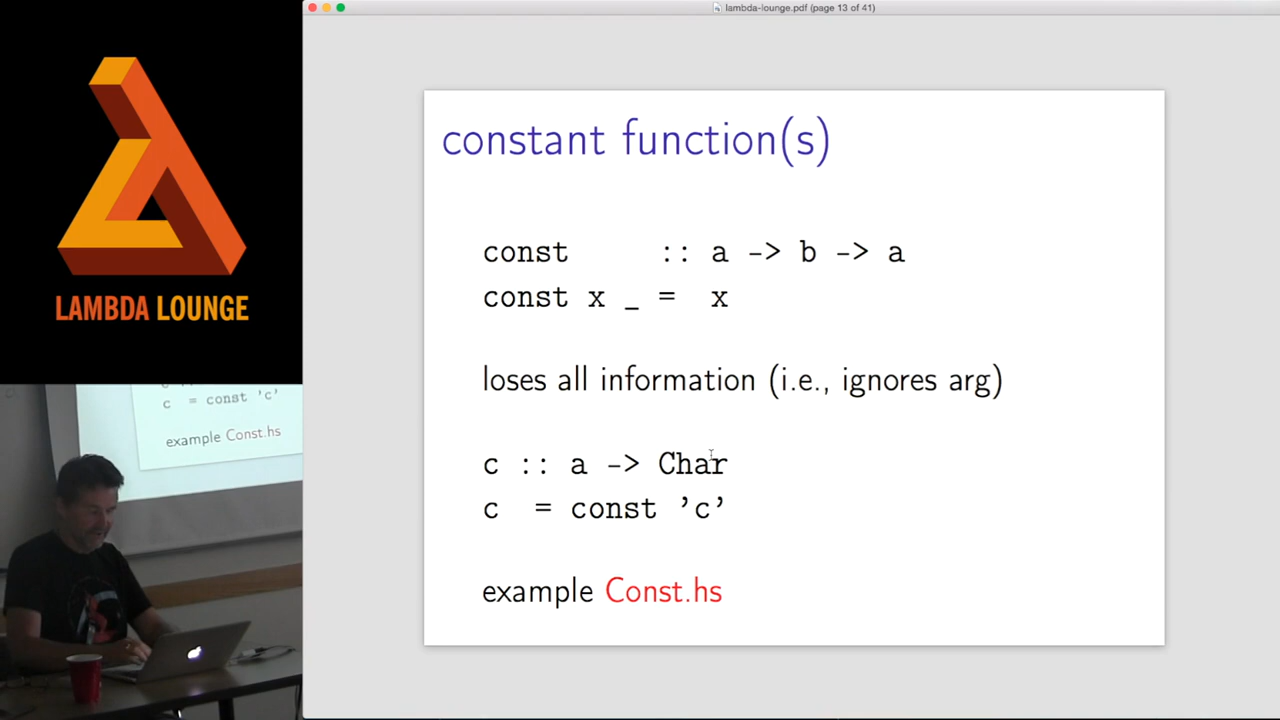 lambda-lounge.pdf (page 13 of 41)
LAMBDA LOUNGE
constant function(s)
const :: a -> b -> a
const x _ = x
loses all information (i.e., ignores arg)
c :: a -> Char
c = const 'c'
example Const.hs
c = const 'c'
example Const.hs